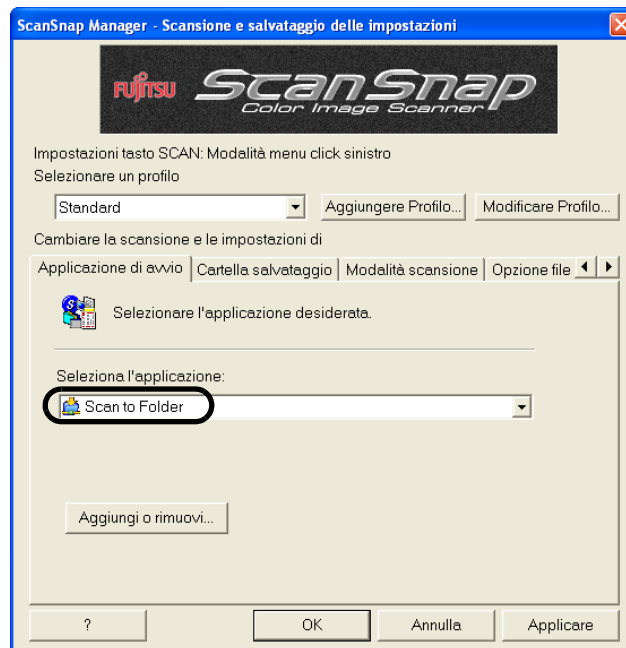 ScanSnap Manager - Scansione e salvataggio delle impostazioni
FUJITSU ScanSnap
Color Image Scanner
Impostazioni tasto SCAN: Modalità menu click sinistro
Selezionare un profilo
Standard Aggiungere Profilo... Modificare Profilo...
Cambiare la scansione e le impostazioni di
Applicazione di avvio Cartella salvataggio Modalità scansione Opzione file
Selezionare l'applicazione desiderata.
Seleziona l'applicazione:
Scan to Folder
Aggiungi o rimuovi...
? OK Annulla Applicare